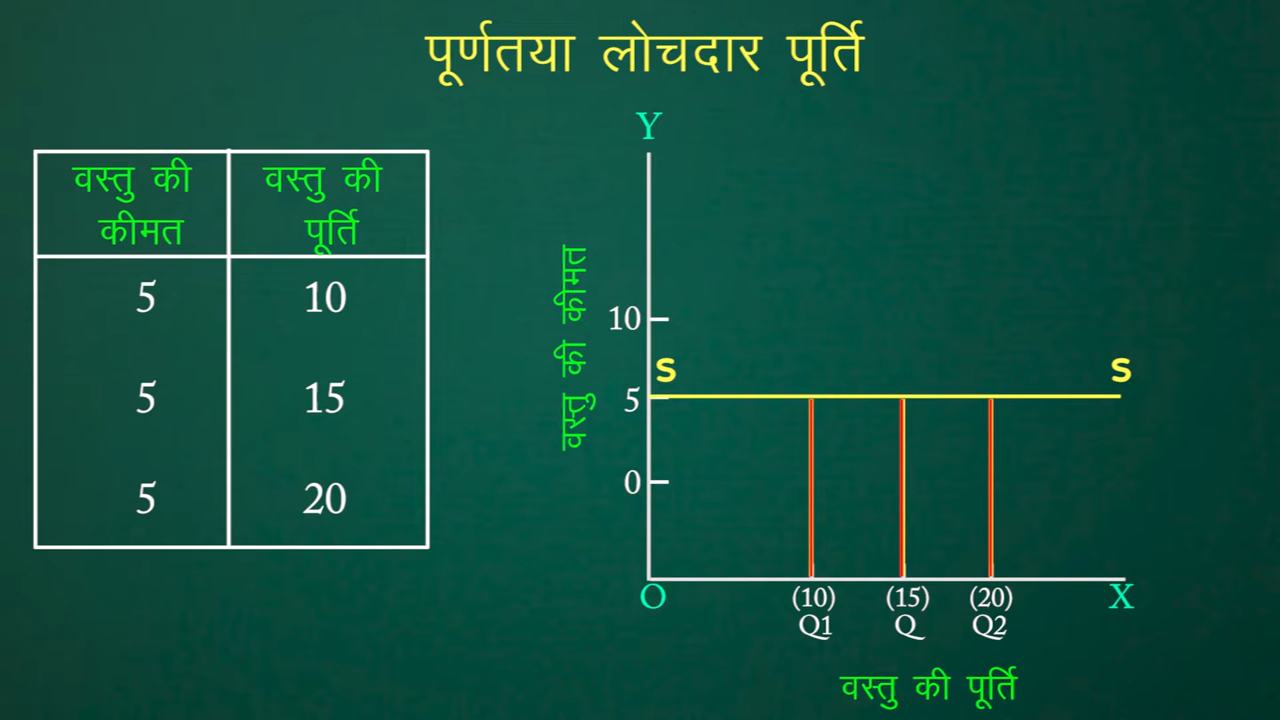 पूर्णतया लोचदार पूर्ति
वस्तु की
कीमत
वस्तु की
पूर्ति
5 10
5 15
5 20
Y
वस्तु की कीमत
10
S S
5
0
O X
(10) (15) (20)
Q1 Q Q2
वस्तु की पूर्ति